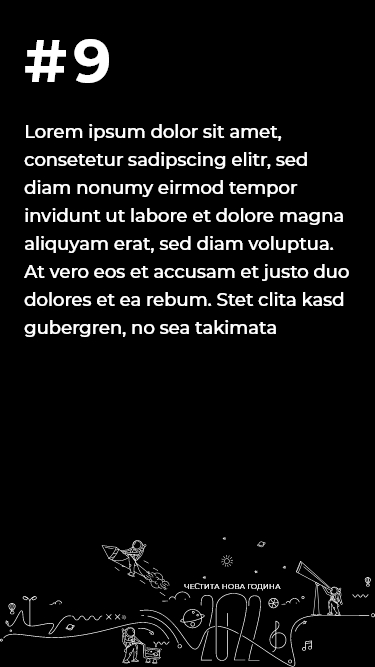 #9
Lorem ipsum dolor sit amet,
consetetur sadipscing elitr, sed
diam nonumy eirmod tempor
invidunt ut labore et dolore magna
aliquyam erat, sed diam voluptua.
At vero eos et accusam et justo duo
dolores et ea rebum. Stet clita kasd
gubergren, no sea takimata
ЧЕСТИТА НОВА ГОДИНА
2022